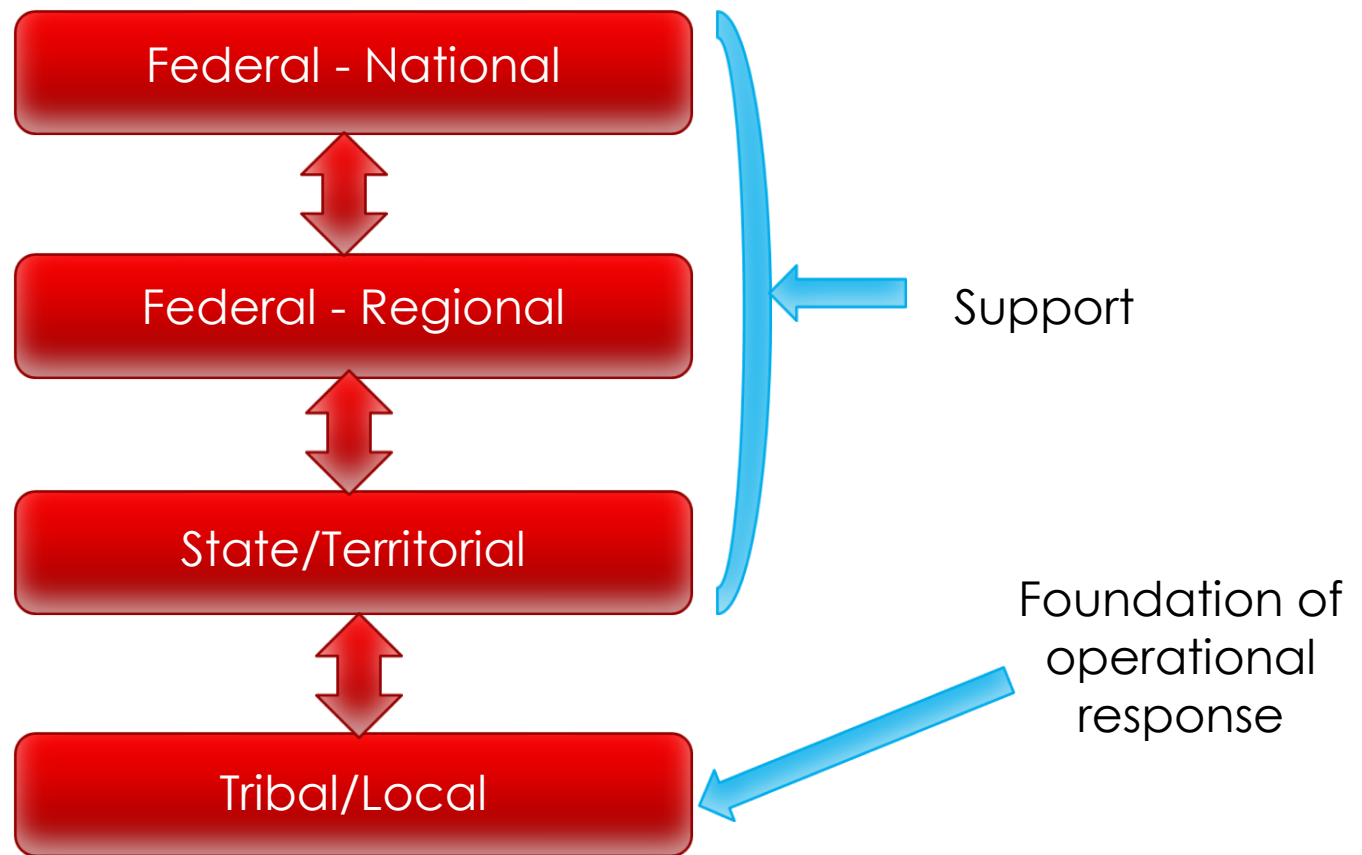 Federal - National
Federal - Regional
Support
State/Territorial
Foundation of
operational
response
Tribal/Local